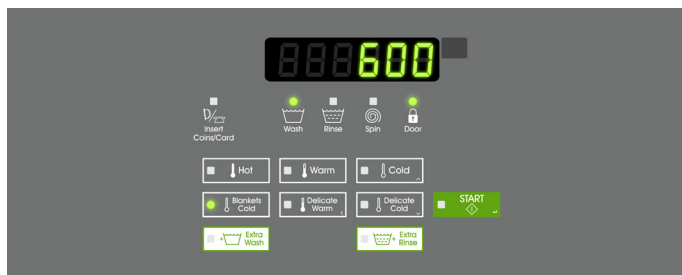 600
Insert
Coins/Card
Wash
Rinse
Spin
Door
Hot
Warm
Cold
Blankets
Cold
Delicate
Warm
Delicate
Cold
START
Extra
Wash
Extra
Rinse